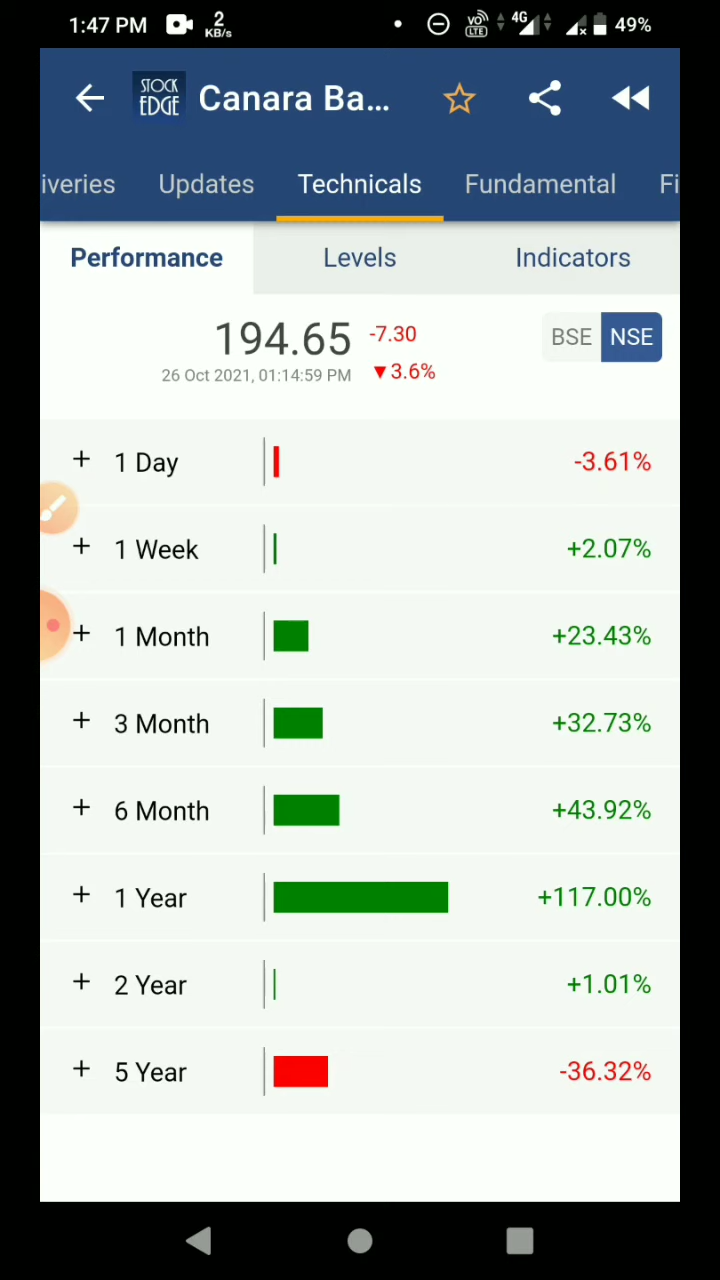 1:47 PM 2 KB/s VO LTE 4G 49%
STOCK EDGE Canara Ba...
iveries Updates Technicals Fundamental Fi
Performance Levels Indicators
194.65 -7.30 BSE NSE
26 Oct 2021, 01:14:59 PM ▼3.6%
+ 1 Day -3.61%
+ 1 Week +2.07%
+ 1 Month +23.43%
+ 3 Month +32.73%
+ 6 Month +43.92%
+ 1 Year +117.00%
+ 2 Year +1.01%
+ 5 Year -36.32%